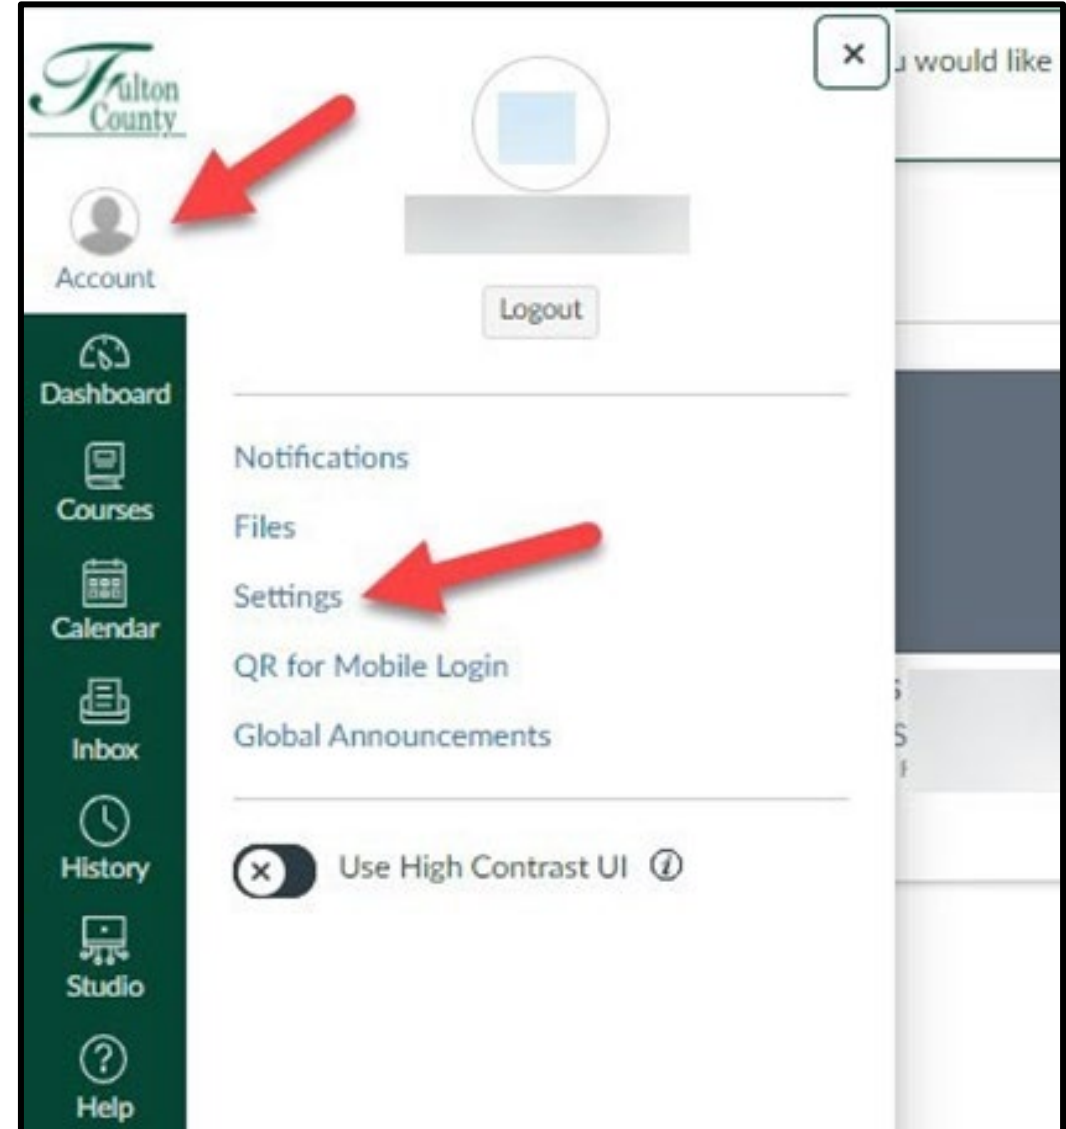 Fulton
County
Account
Dashboard
Courses
Calendar
Inbox
History
Studio
Help
Logout
Notifications
Files
Settings
QR for Mobile Login
Global Announcements
Use High Contrast UI
would like
S